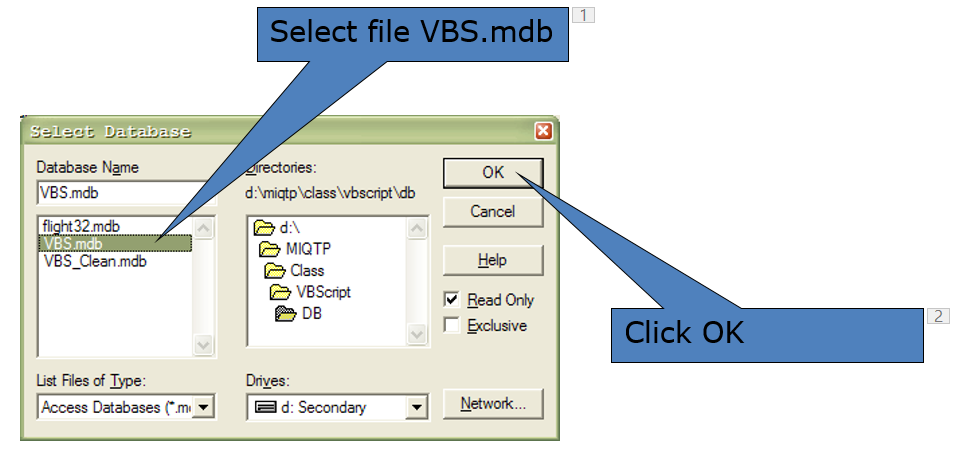 Select file VBS.mdb
1
Select Database
Database Name
VBS.mdb
flight32.mdb
VBS.mdb
VBS_Clean.mdb
List Files of Type:
Access Databases (*.m
Directories:
d:\miqtp\class\vbscript\db
d:\
MIQTP
Class
VBScript
DB
Drives:
d: Secondary
OK
Cancel
Help
Read Only
Exclusive
Network...
Click OK
2